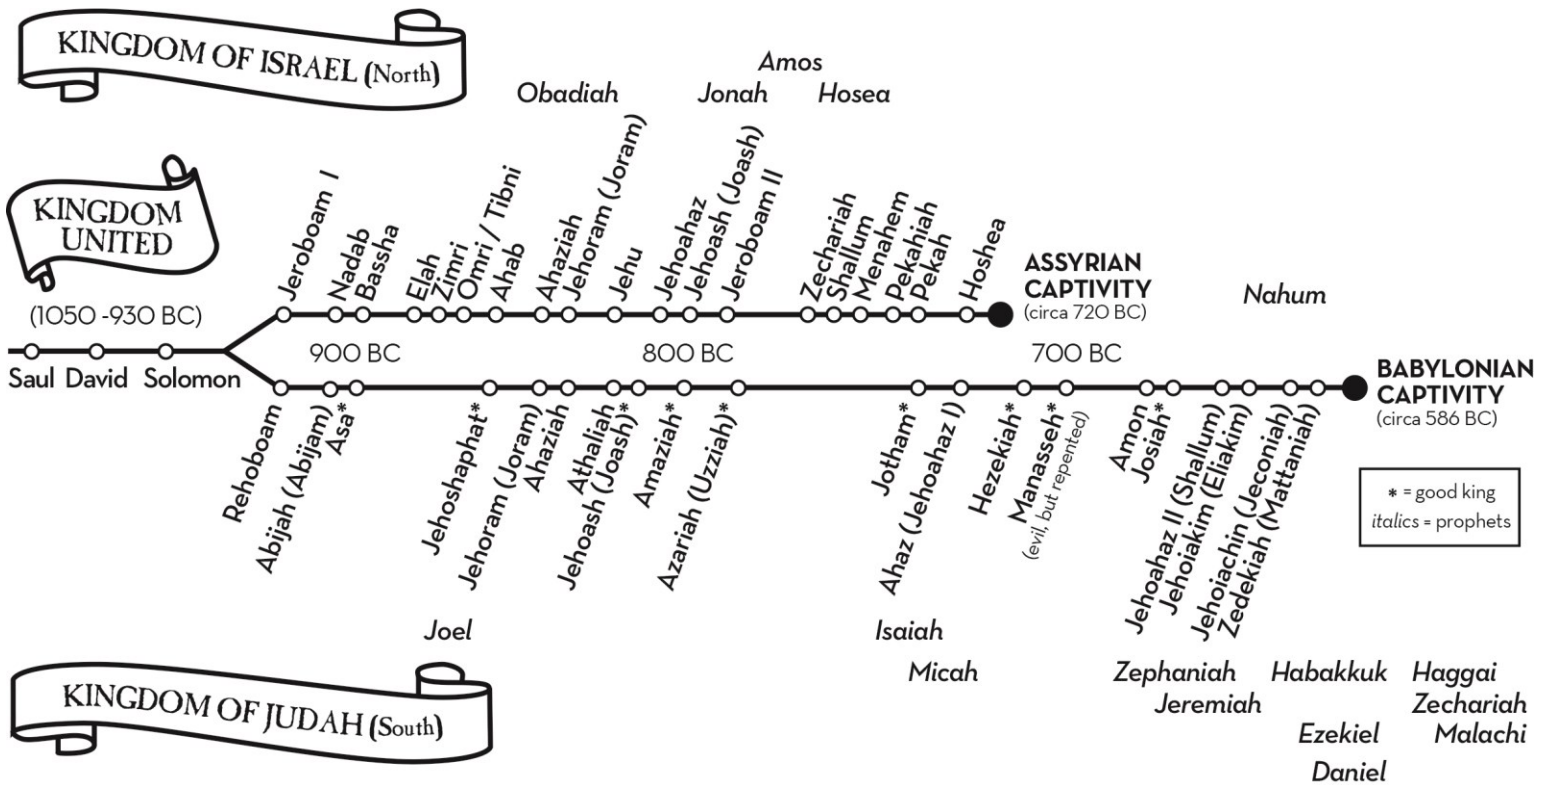 KINGDOM OF ISRAEL (North)
Amos
Obadiah
Jonah
Hosea
KINGDOM
UNITED
Jeroboam I
Nadab
Bassha
Elah
Zimri
Omri / Tibni
Ahab
Ahaziah
Jehoram (Joram)
Jehu
Jehoahaz
Jehoash (Joash)
Jeroboam II
Zechariah
Shallum
Menahem
Pekahiah
Pekah
Hoshea
ASSYRIAN
CAPTIVITY
(circa 720 BC)
Nahum
(1050 -930 BC)
900 BC
800 BC
700 BC
Saul
David
Solomon
BABYLONIAN
CAPTIVITY
(circa 586 BC)
Rehoboam
Abijah (Abijam)
Asa*
Jehoshaphat*
Jehoram (Joram)
Ahaziah
Athaliah
Jehoash (Joash)*
Amaziah*
Azariah (Uzziah)*
Jotham*
Ahaz (Jehoahaz I)
Hezekiah*
Manasseh*
(evil, but repented)
Amon
Josiah*
Jehoahaz II (Shallum)
Jehoiakim (Eliakim)
Jehoiachin (Jeconiah)
Zedekiah (Mattaniah)
* = good king
italics = prophets
Joel
Isaiah
Micah
Zephaniah
Jeremiah
Habakkuk
Ezekiel
Daniel
Haggai
Zechariah
Malachi
KINGDOM OF JUDAH (South)